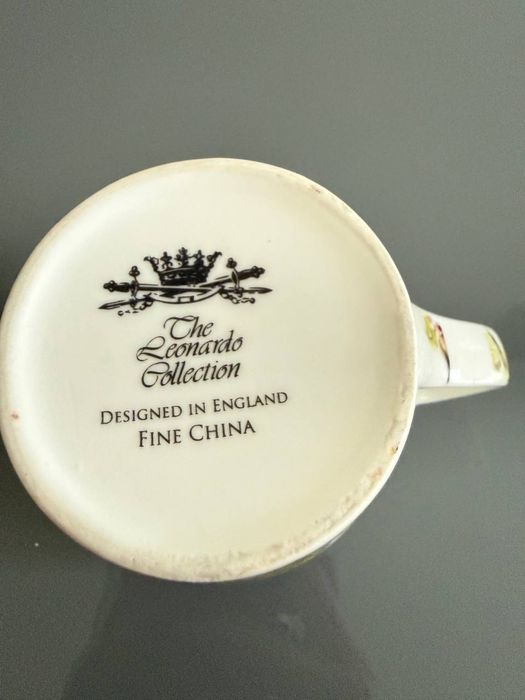 The
Leonardo
Collection
DESIGNED IN ENGLAND
FINE CHINA